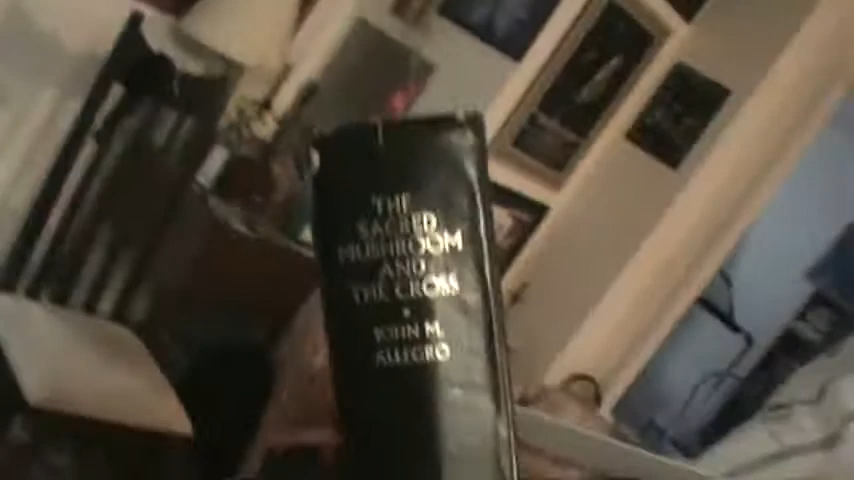 THE
SACRED
MUSHROOM
AND
THE CROSS
•
JOHN M.
ALLEGRO